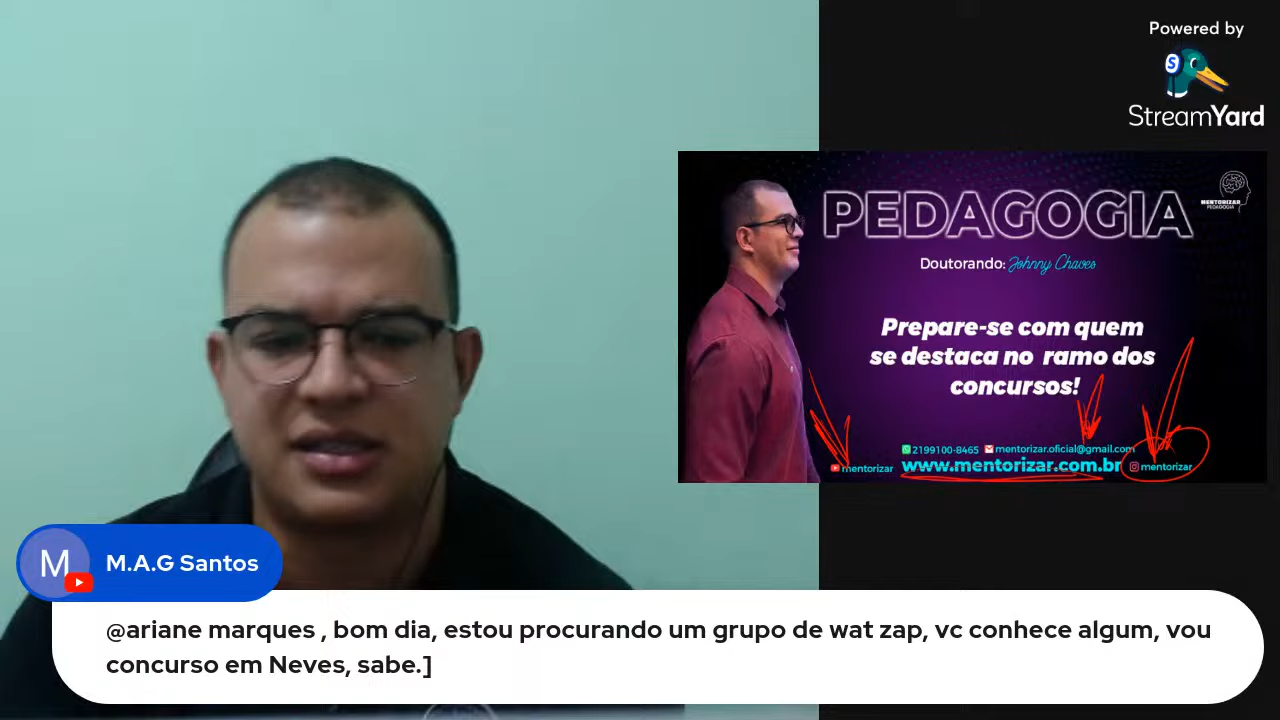 Powered by
StreamYard
PEDAGOGIA
MENTORIZAR
PEDAGOGIA
Doutorando: Johnny Chaves
Prepare-se com quem
se destaca no ramo dos
concursos!
2199100-8465 mentorizar.oficial@gmail.com
mentorizar www.mentorizar.com.br mentorizar
M M.A.G Santos
@ariane marques , bom dia, estou procurando um grupo de wat zap, vc conhece algum, vou
concurso em Neves, sabe.]